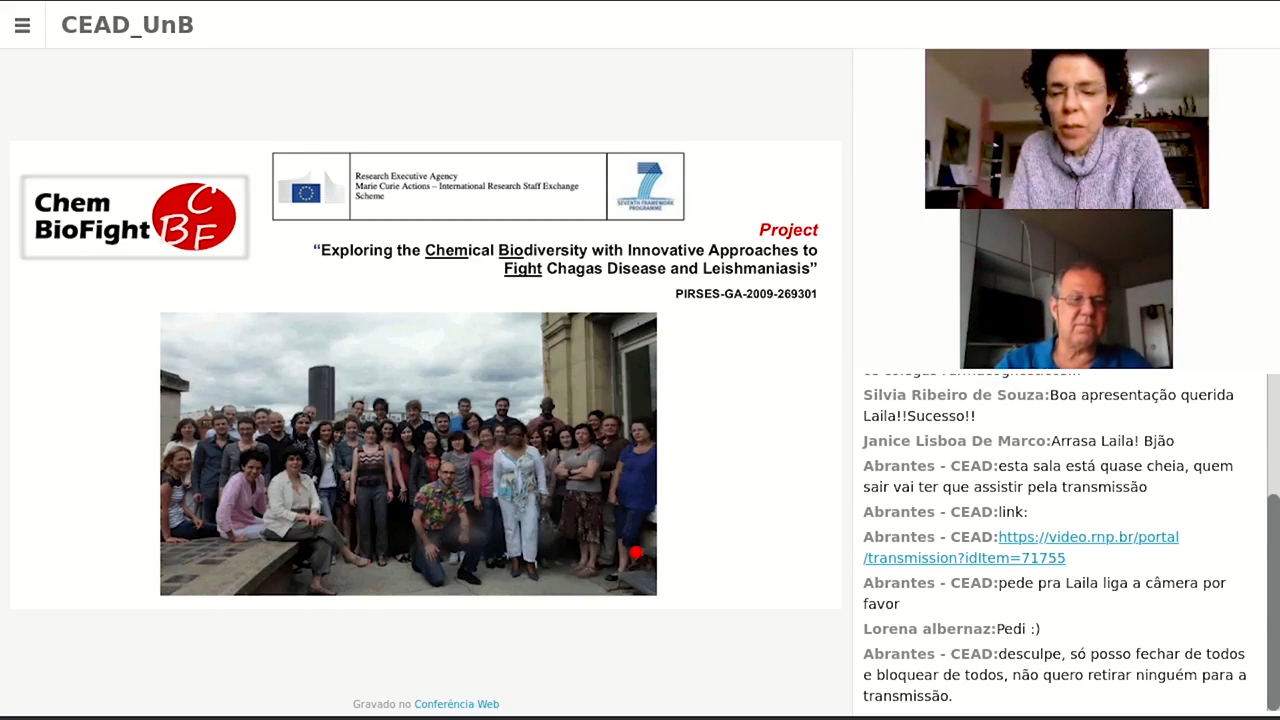 CEAD_UnB
Chem
BioFight
C
B
F
Research Executive Agency
Marie Curie Actions – International Research Staff Exchange
Scheme
7
SEVENTH FRAMEWORK
PROGRAMME
Project
“Exploring the Chemical Biodiversity with Innovative Approaches to
Fight Chagas Disease and Leishmaniasis”
PIRSES-GA-2009-269301
Silvia Ribeiro de Souza:Boa apresentação querida
Laila!!Sucesso!!
Janice Lisboa De Marco:Arrasa Laila! Bjão
Abrantes - CEAD:esta sala está quase cheia, quem
sair vai ter que assistir pela transmissão
Abrantes - CEAD:link:
Abrantes - CEAD:https://video.rnp.br/portal
/transmission?idItem=71755
Abrantes - CEAD:pede pra Laila liga a câmera por
favor
Lorena albernaz:Pedi :)
Abrantes - CEAD:desculpe, só posso fechar de todos
e bloquear de todos, não quero retirar ninguém para a
transmissão.
Gravado no Conferência Web